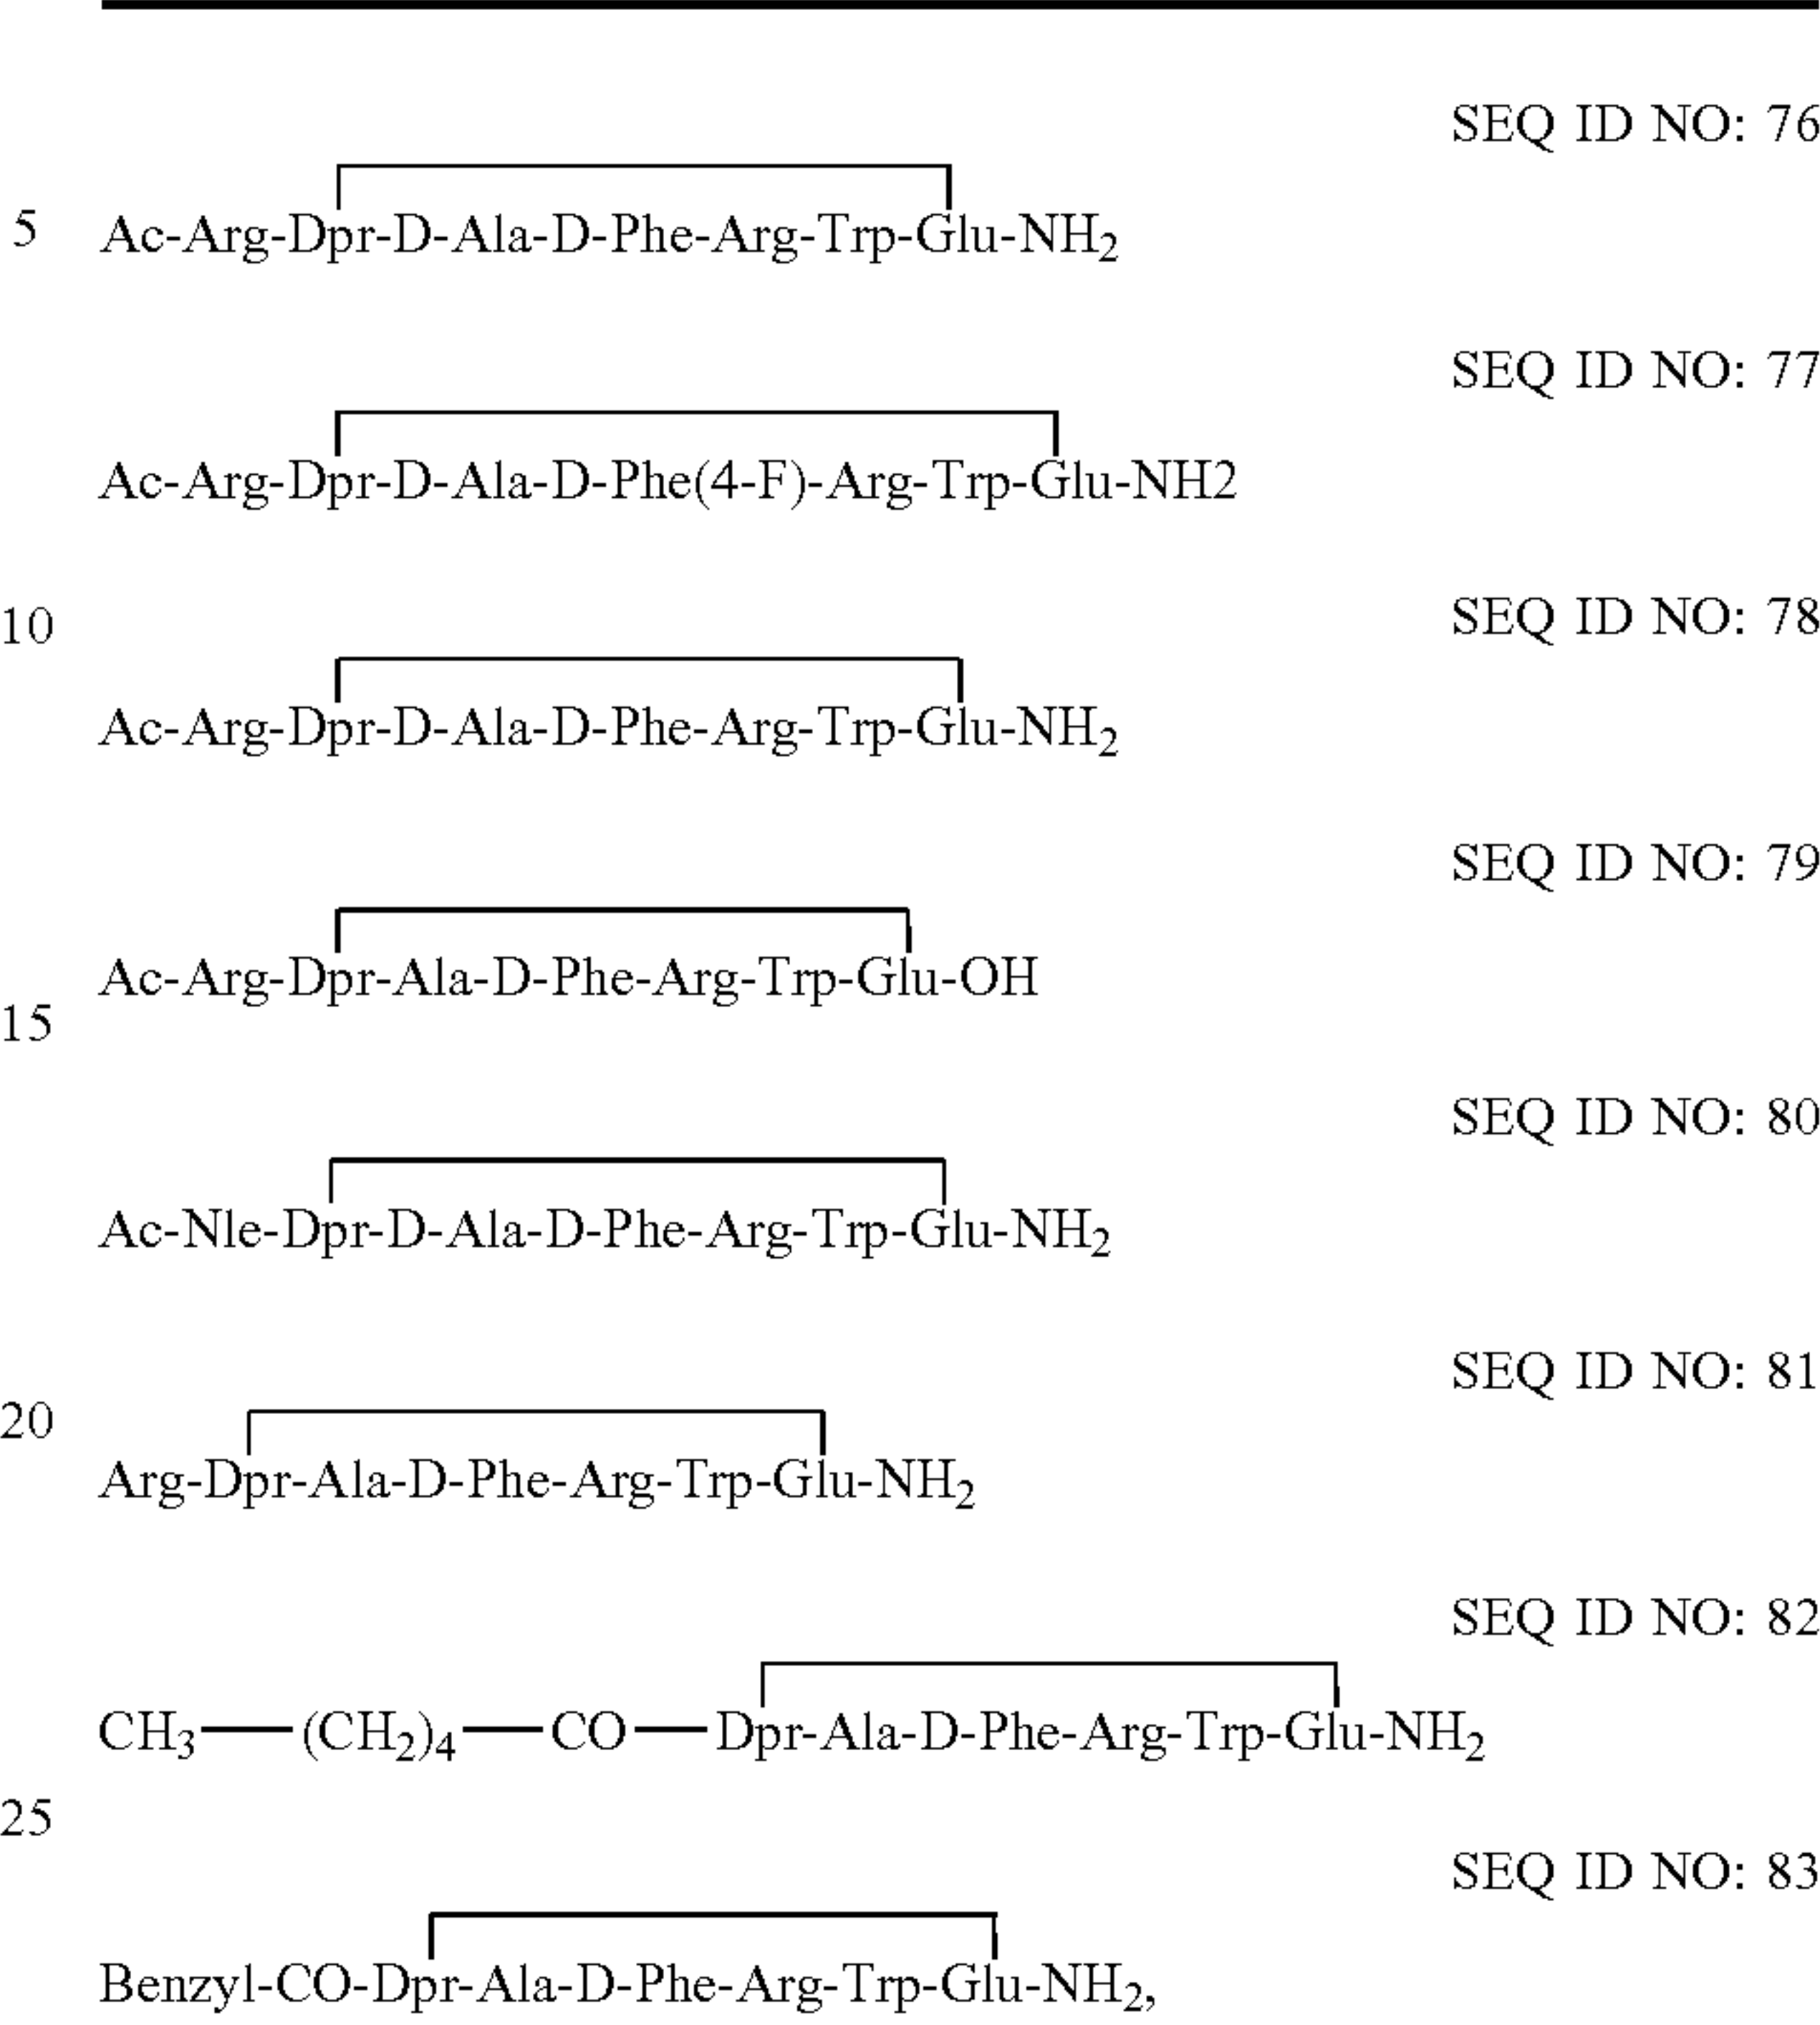 SEQ ID NO: 76
5 Ac-Arg-Dpr-D-Ala-D-Phe-Arg-Trp-Glu-NH₂
SEQ ID NO: 77
Ac-Arg-Dpr-D-Ala-D-Phe(4-F)-Arg-Trp-Glu-NH2
10 SEQ ID NO: 78
Ac-Arg-Dpr-D-Ala-D-Phe-Arg-Trp-Glu-NH₂
SEQ ID NO: 79
Ac-Arg-Dpr-Ala-D-Phe-Arg-Trp-Glu-OH
15
SEQ ID NO: 80
Ac-Nle-Dpr-D-Ala-D-Phe-Arg-Trp-Glu-NH₂
SEQ ID NO: 81
20
Arg-Dpr-Ala-D-Phe-Arg-Trp-Glu-NH₂
SEQ ID NO: 82
CH₃—(CH₂)₄—CO—Dpr-Ala-D-Phe-Arg-Trp-Glu-NH₂
25
SEQ ID NO: 83
Benzyl-CO-Dpr-Ala-D-Phe-Arg-Trp-Glu-NH₂,